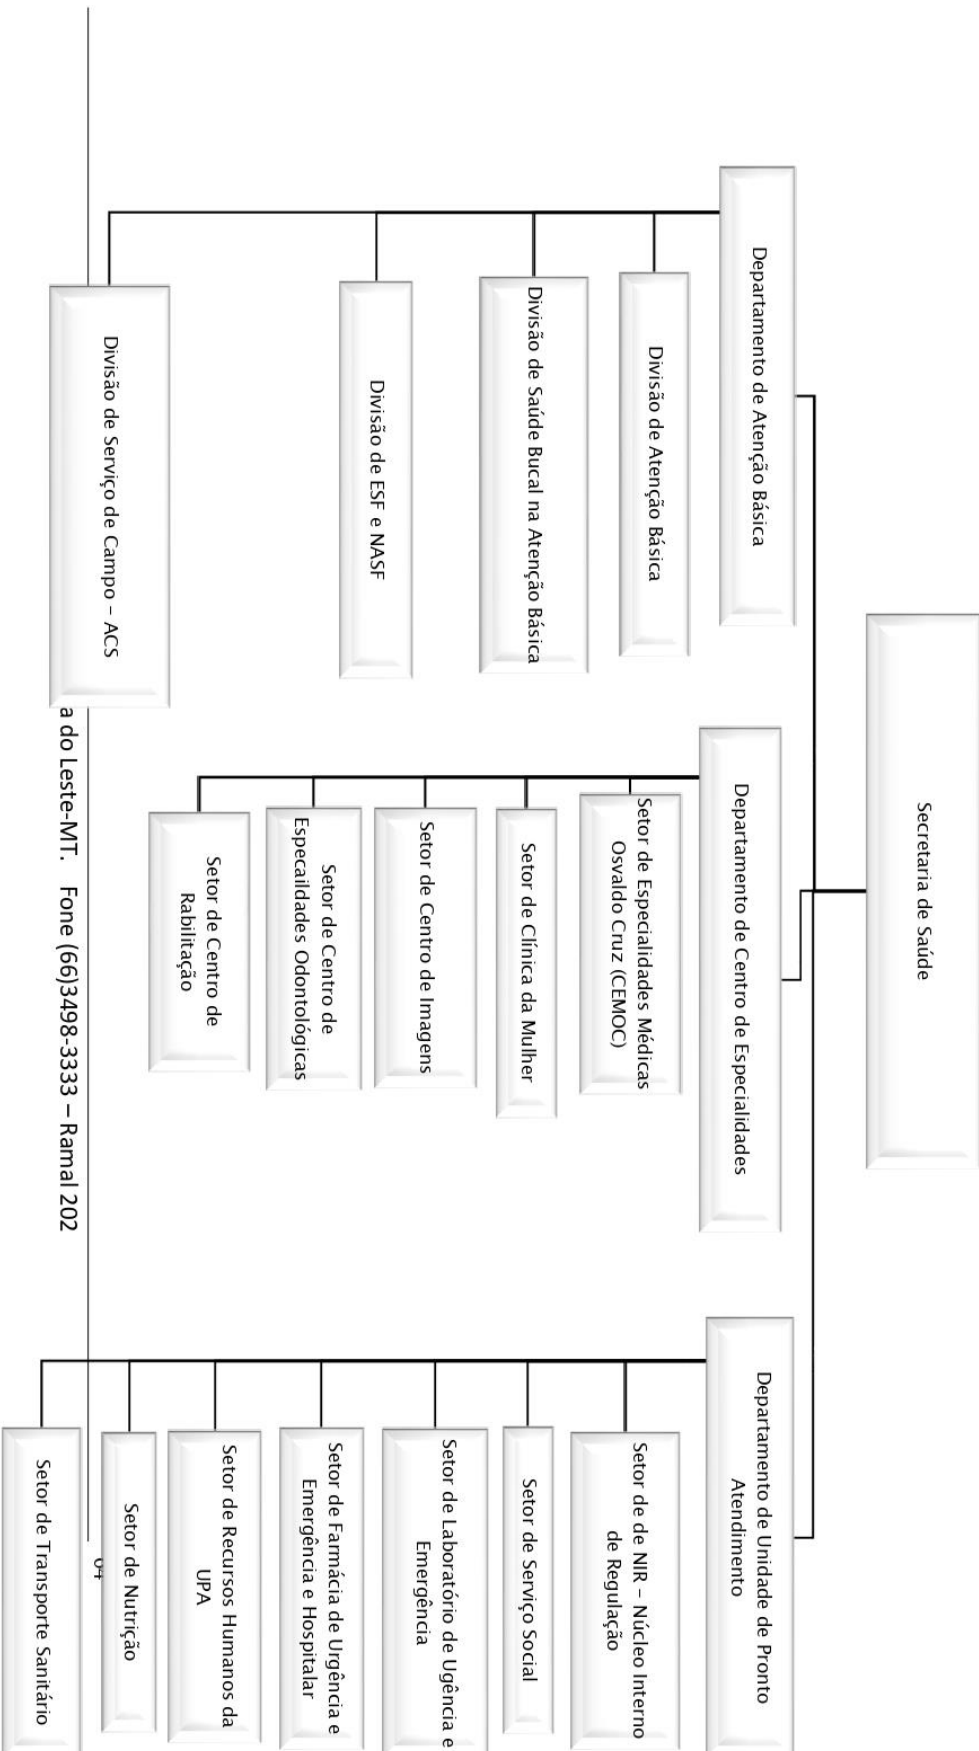 Secretaria de Saúde
Departamento de Atenção Básica
Divisão de Atenção Básica
Divisão de Saúde Bucal na Atenção Básica
Divisão de ESF e NASF
Divisão de Serviço de Campo – ACS
Departamento de Centro de Especialidades
Setor de Especialidades Médicas
Osvaldo Cruz (CEMOC)
Setor de Clínica da Mulher
Setor de Centro de Imagens
Setor de Centro de
Especaildades Odontológicas
Setor de Centro de
Rabilitação
Departamento de Unidade de Pronto
Atendimento
Setor de de NIR – Núcleo Interno
de Regulação
Setor de Serviço Social
Setor de Laboratório de Ugência e
Emergência
Setor de Farmácia de Urgência e
Emergência e Hospitalar
Setor de Recursos Humanos da
UPA
Setor de Nutrição
Setor de Transporte Sanitário
a do Leste-MT. Fone (66)3498-3333 – Ramal 202